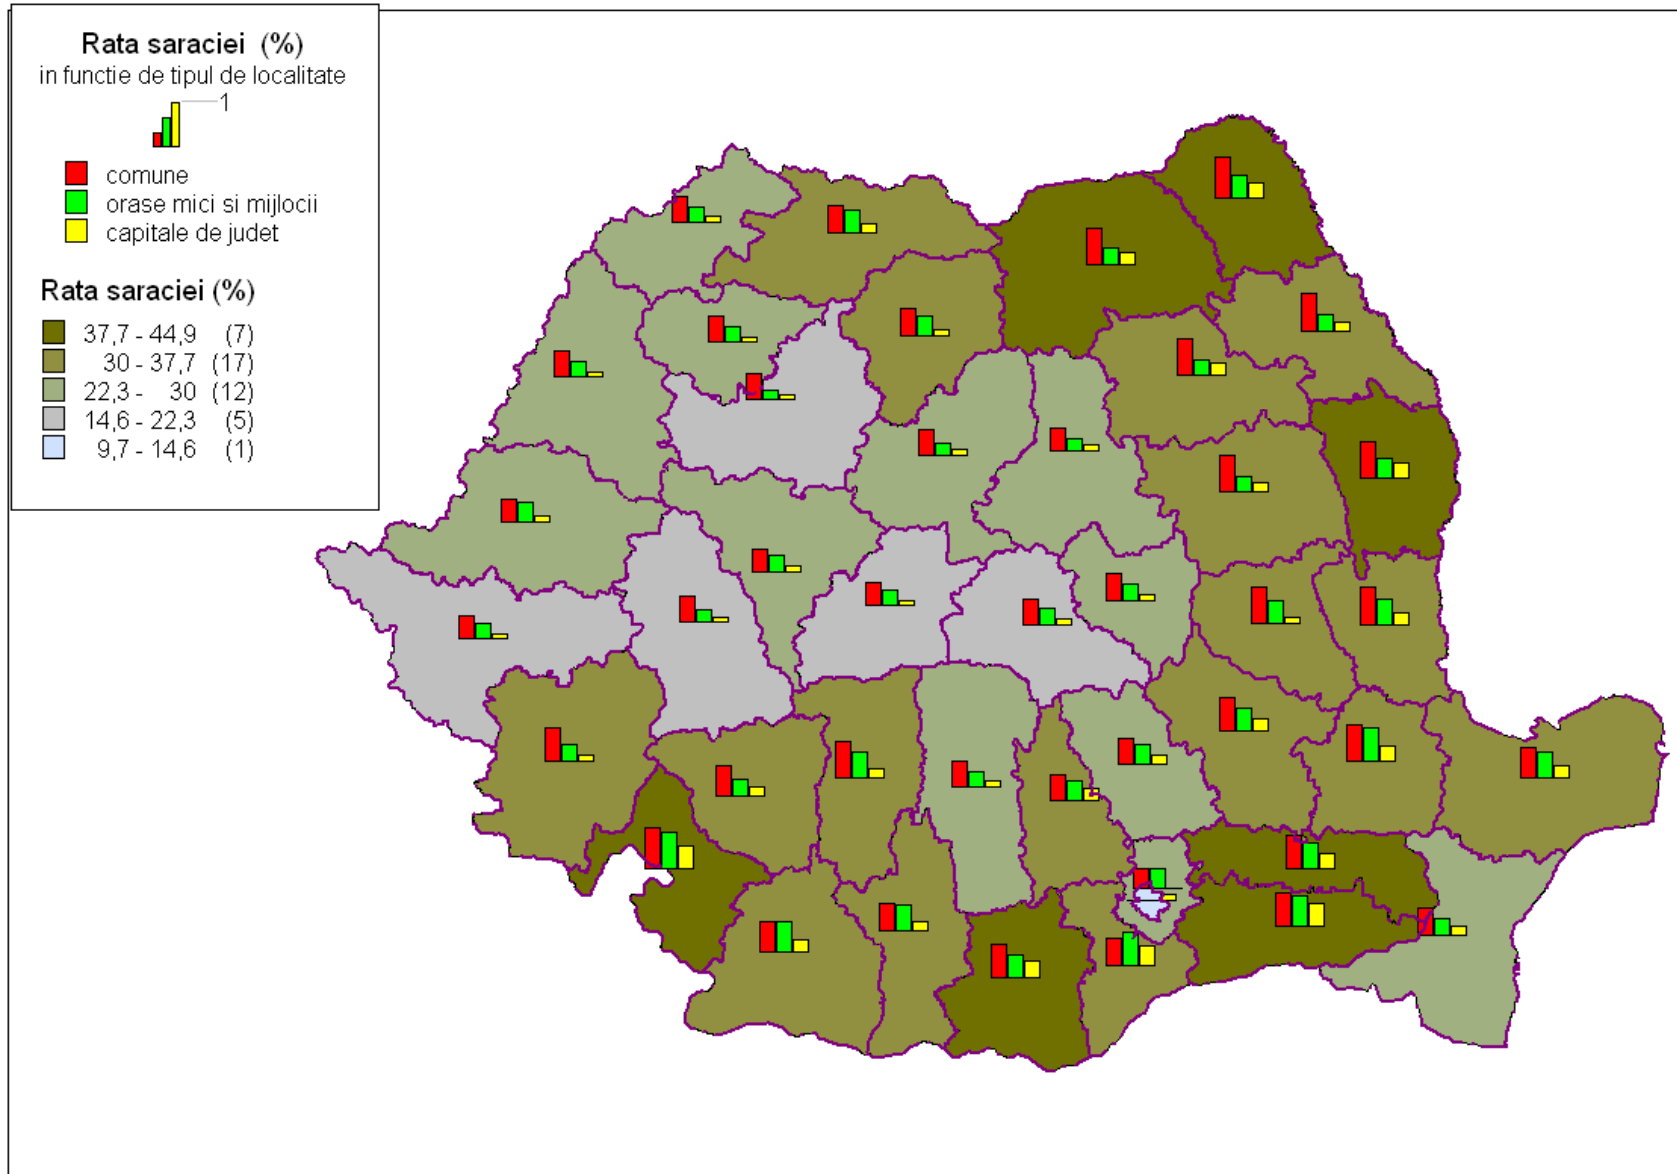 Rata saraciei (%)
in functie de tipul de localitate
1
comune
orase mici si mijlocii
capitale de judet
Rata saraciei (%)
37,7 - 44,9 (7)
30 - 37,7 (17)
22,3 - 30 (12)
14,6 - 22,3 (5)
9,7 - 14,6 (1)